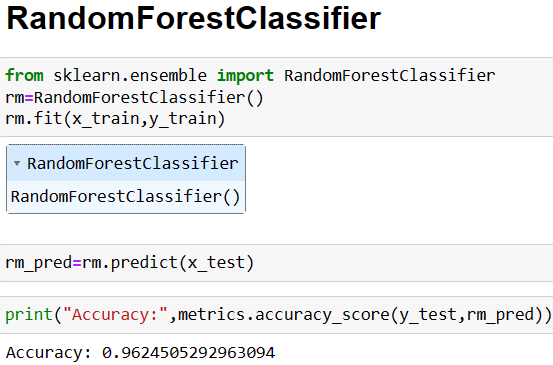 RandomForestClassifier
from sklearn.ensemble import RandomForestClassifier
rm=RandomForestClassifier()
rm.fit(x_train,y_train)
▾ RandomForestClassifier
RandomForestClassifier()
rm_pred=rm.predict(x_test)
print("Accuracy:",metrics.accuracy_score(y_test,rm_pred))
Accuracy: 0.9624505292963094